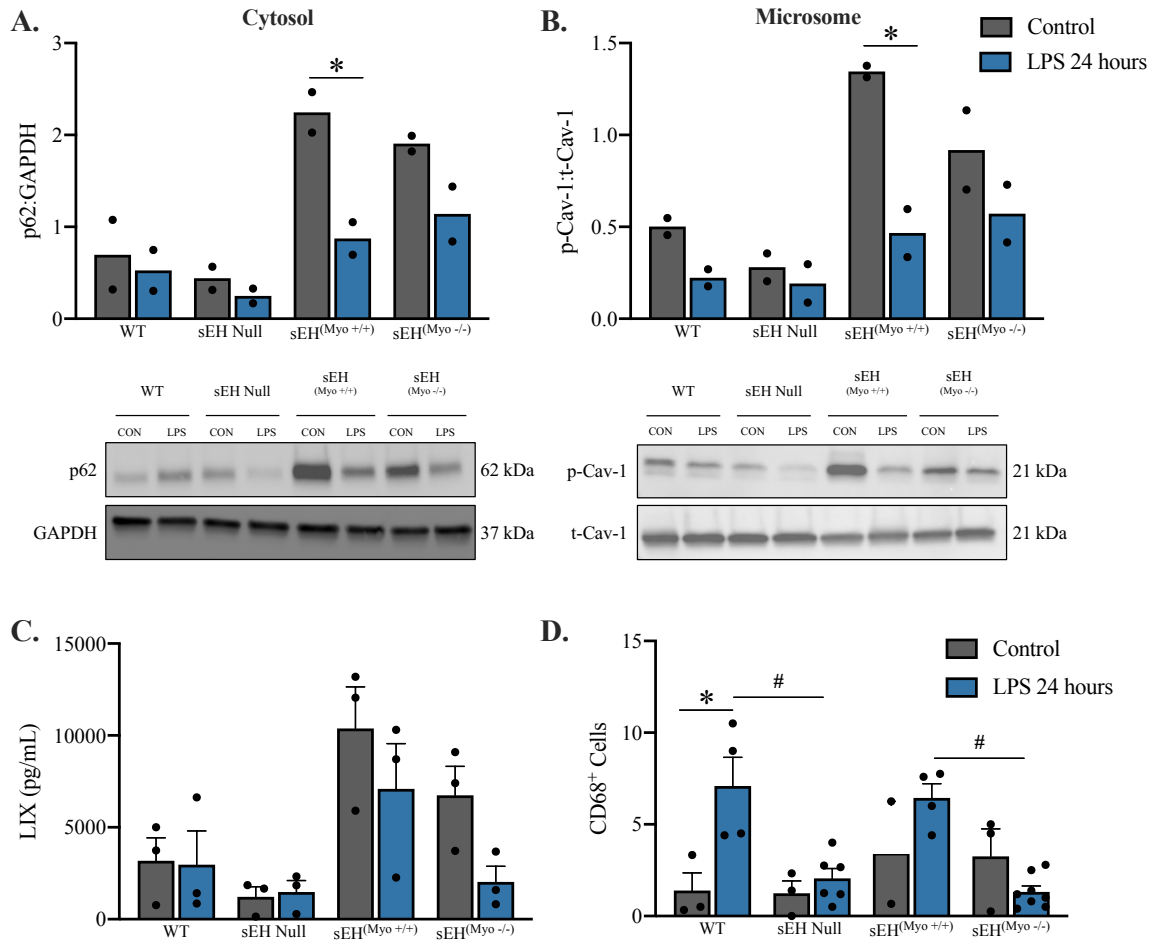 A.
Cytosol
p62:GAPDH
3
2
1
0
*
WT
sEH Null
sEH(Myo +/+)
sEH(Myo -/-)
B.
Microsome
Control
LPS 24 hours
p-Cav-1:t-Cav-1
1.5
1.0
0.5
0.0
*
WT
sEH Null
sEH(Myo +/+)
sEH(Myo -/-)
WT
sEH Null
sEH
(Myo +/+)
sEH
(Myo -/-)
CON LPS CON LPS CON LPS CON LPS
p62
62 kDa
GAPDH
37 kDa
WT
sEH Null
sEH
(Myo +/+)
sEH
(Myo -/-)
CON LPS CON LPS CON LPS CON LPS
p-Cav-1
21 kDa
t-Cav-1
21 kDa
C.
LIX (pg/mL)
15000
10000
5000
0
WT
sEH Null
sEH(Myo +/+)
sEH(Myo -/-)
D.
Control
LPS 24 hours
CD68+ Cells
15
10
5
0
*
#
#
WT
sEH Null
sEH(Myo +/+)
sEH(Myo -/-)